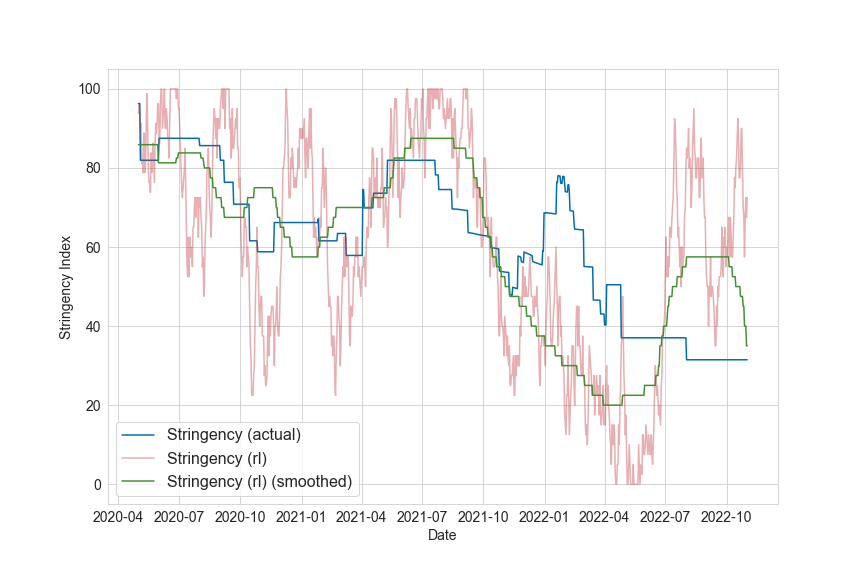 100
80
60
40
20
0
Stringency Index
Stringency (actual)
Stringency (rl)
Stringency (rl) (smoothed)
2020-04 2020-07 2020-10 2021-01 2021-04 2021-07 2021-10 2022-01 2022-04 2022-07 2022-10
Date